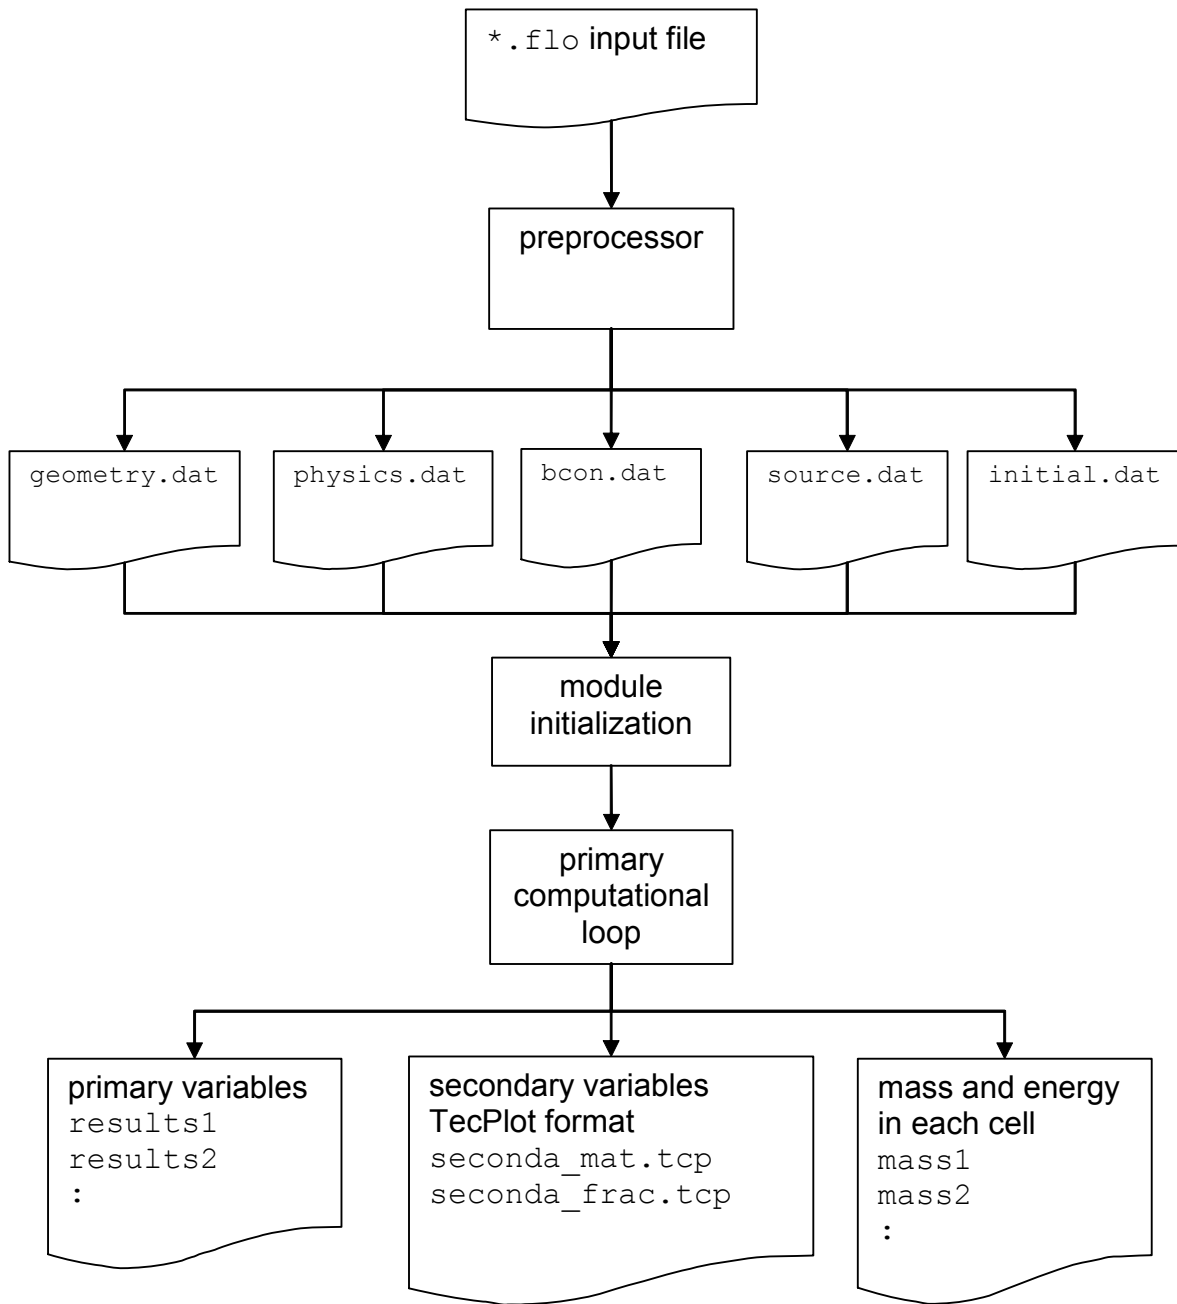 *.flo input file
preprocessor
geometry.dat
physics.dat
bcon.dat
source.dat
initial.dat
module
initialization
primary
computational
loop
primary variables
results1
results2
:
secondary variables
TecPlot format
seconda_mat.tcp
seconda_frac.tcp
mass and energy
in each cell
mass1
mass2
: